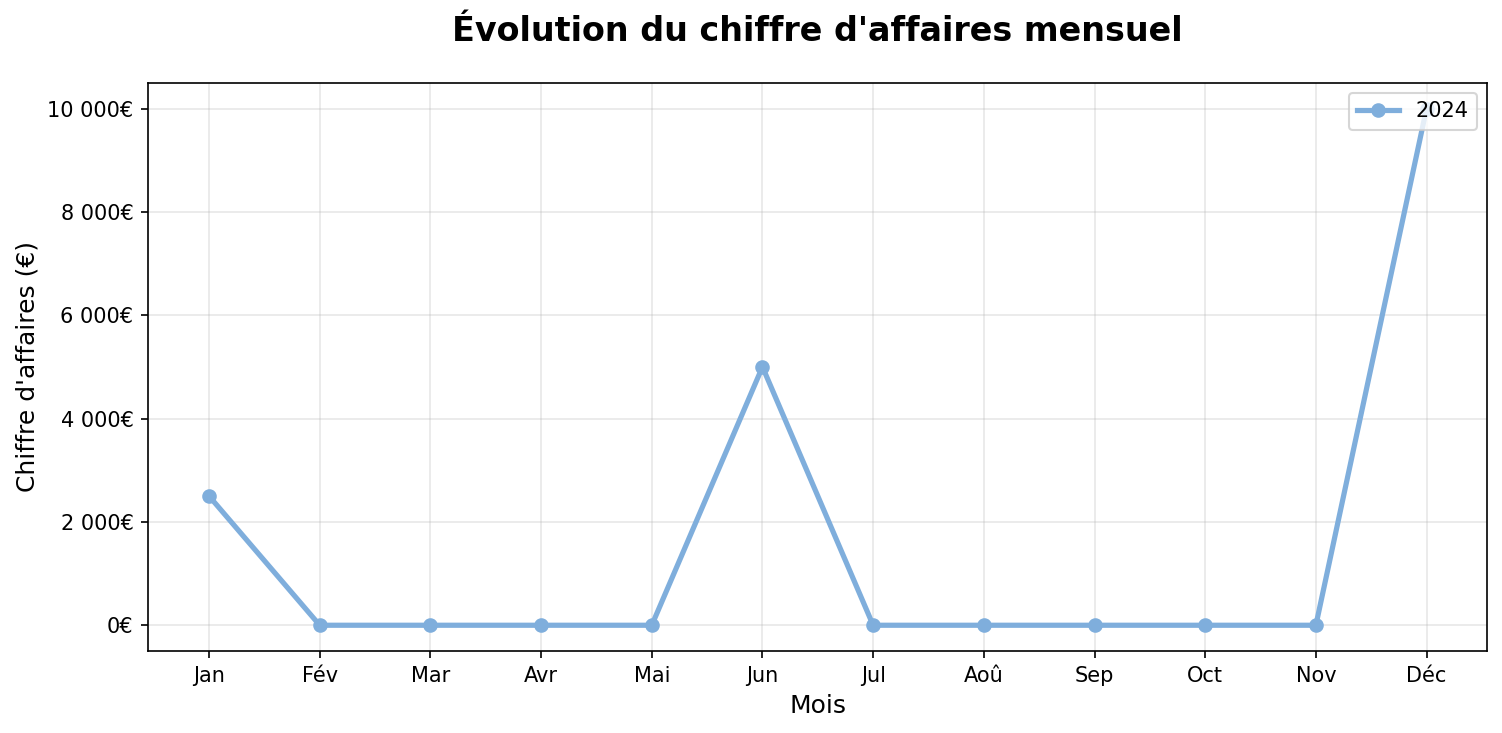 Évolution du chiffre d'affaires mensuel
10 000€
8 000€
6 000€
4 000€
2 000€
0€
Chiffre d'affaires (€)
2024
Jan Fév Mar Avr Mai Jun Jul Aoû Sep Oct Nov Déc
Mois